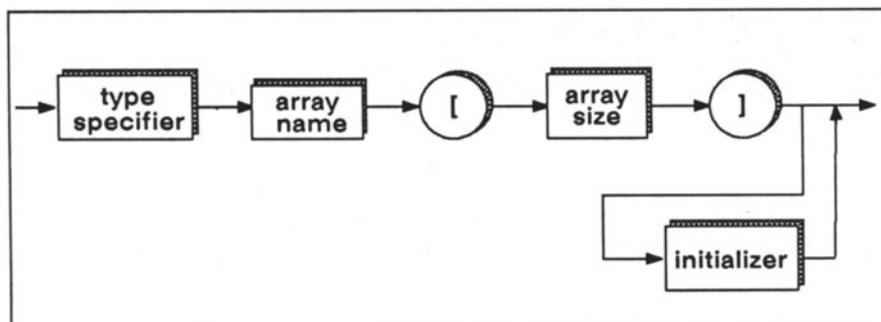 type
specifier
array
name
[
array
size
]
initializer